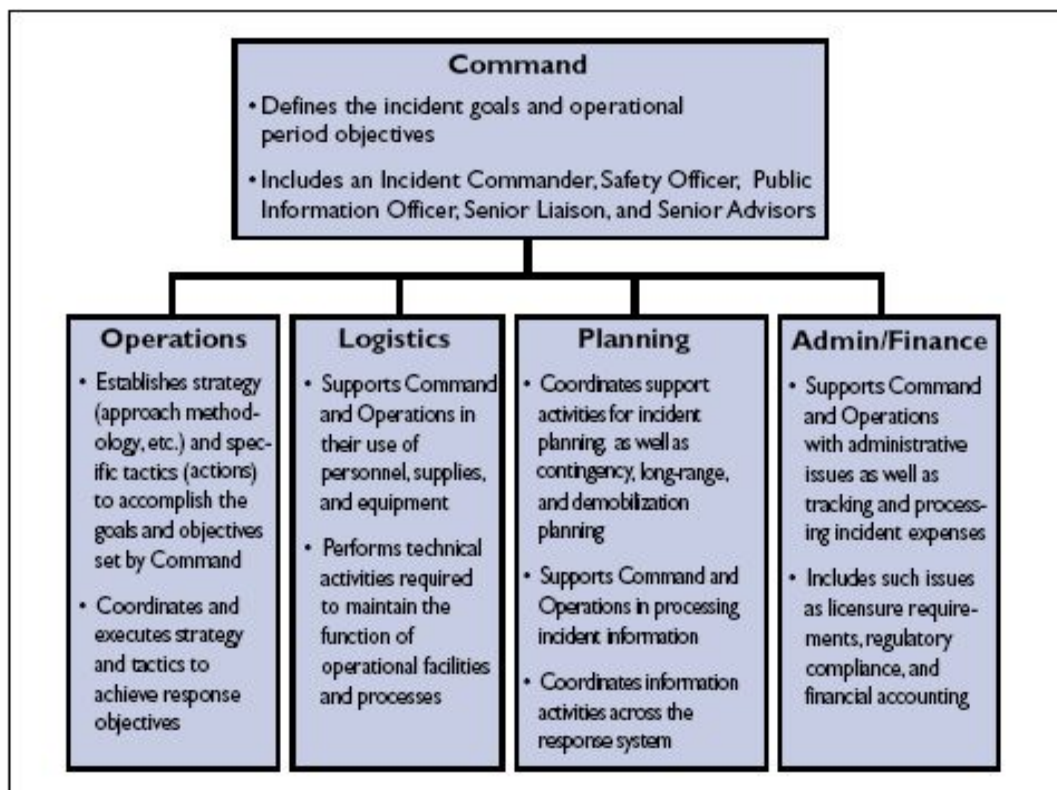 Command
• Defines the incident goals and operational
period objectives
• Includes an Incident Commander, Safety Officer, Public
Information Officer, Senior Liaison, and Senior Advisors
Operations
• Establishes strategy
(approach method-
ology, etc.) and spec-
ific tactics (actions)
to accomplish the
goals and objectives
set by Command
• Coordinates and
executes strategy
and tactics to
achieve response
objectives
Logistics
• Supports Command
and Operations in
their use of
personnel, supplies,
and equipment
• Performs technical
activities required
to maintain the
function of
operational facilities
and processes
Planning
• Coordinates support
activities for incident
planning, as well as
contingency, long-range,
and demobilization
planning
• Supports Command and
Operations in processing
incident information
• Coordinates information
activities across the
response system
Admin/Finance
• Supports Command
and Operations
with administrative
issues as well as
tracking and process-
ing incident expenses
• Includes such issues
as licensure require-
ments, regulatory
compliance, and
financial accounting